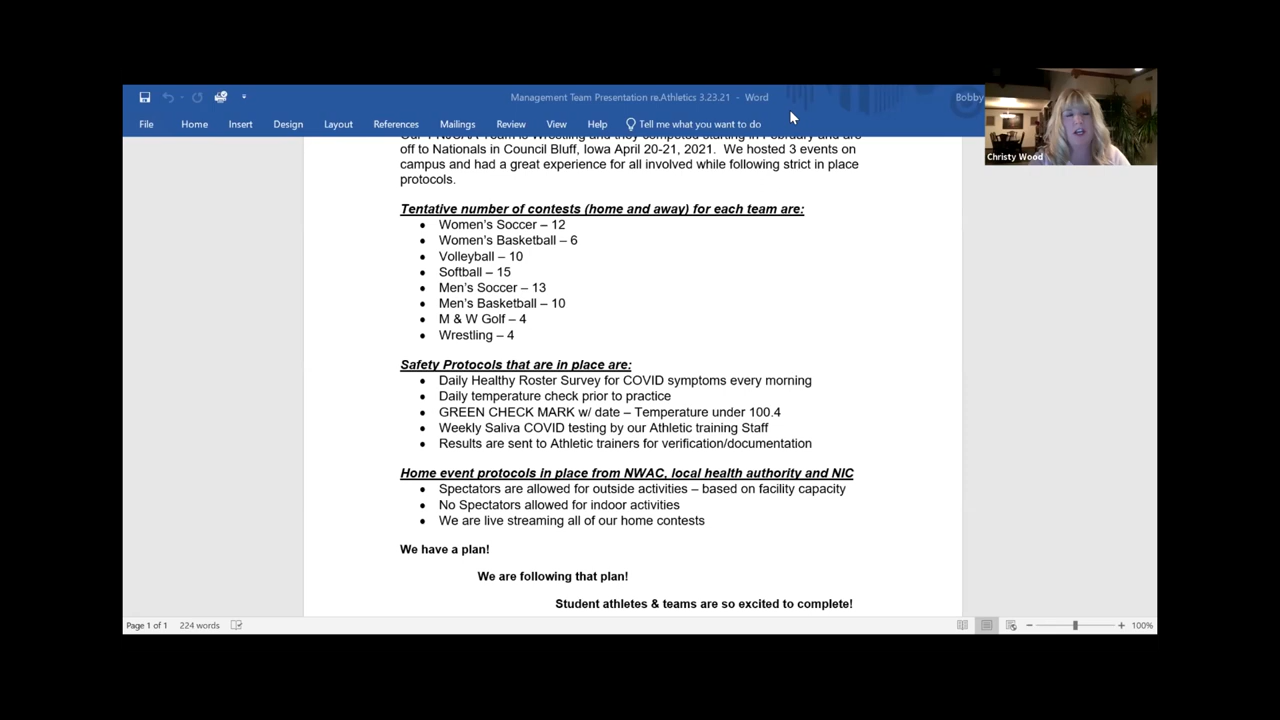 Management Team Presentation re.Athletics 3.23.21 - Word
Bobby
File Home Insert Design Layout References Mailings Review View Help Tell me what you want to do
Christy Wood
off to Nationals in Council Bluff, Iowa April 20-21, 2021. We hosted 3 events on
campus and had a great experience for all involved while following strict in place
protocols.
Tentative number of contests (home and away) for each team are:
• Women's Soccer – 12
• Women's Basketball – 6
• Volleyball – 10
• Softball – 15
• Men's Soccer – 13
• Men's Basketball – 10
• M & W Golf – 4
• Wrestling – 4
Safety Protocols that are in place are:
• Daily Healthy Roster Survey for COVID symptoms every morning
• Daily temperature check prior to practice
• GREEN CHECK MARK w/ date – Temperature under 100.4
• Weekly Saliva COVID testing by our Athletic training Staff
• Results are sent to Athletic trainers for verification/documentation
Home event protocols in place from NWAC, local health authority and NIC
• Spectators are allowed for outside activities – based on facility capacity
• No Spectators allowed for indoor activities
• We are live streaming all of our home contests
We have a plan!
We are following that plan!
Student athletes & teams are so excited to complete!
Page 1 of 1 224 words 100%